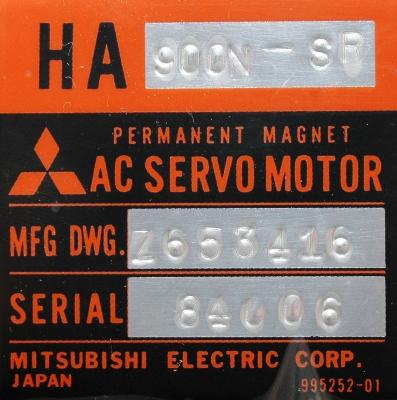 HA 900N-SR
PERMANENT MAGNET
AC SERVO MOTOR
MFG DWG. Z653416
SERIAL 84006
MITSUBISHI ELECTRIC CORP.
JAPAN 995252-01